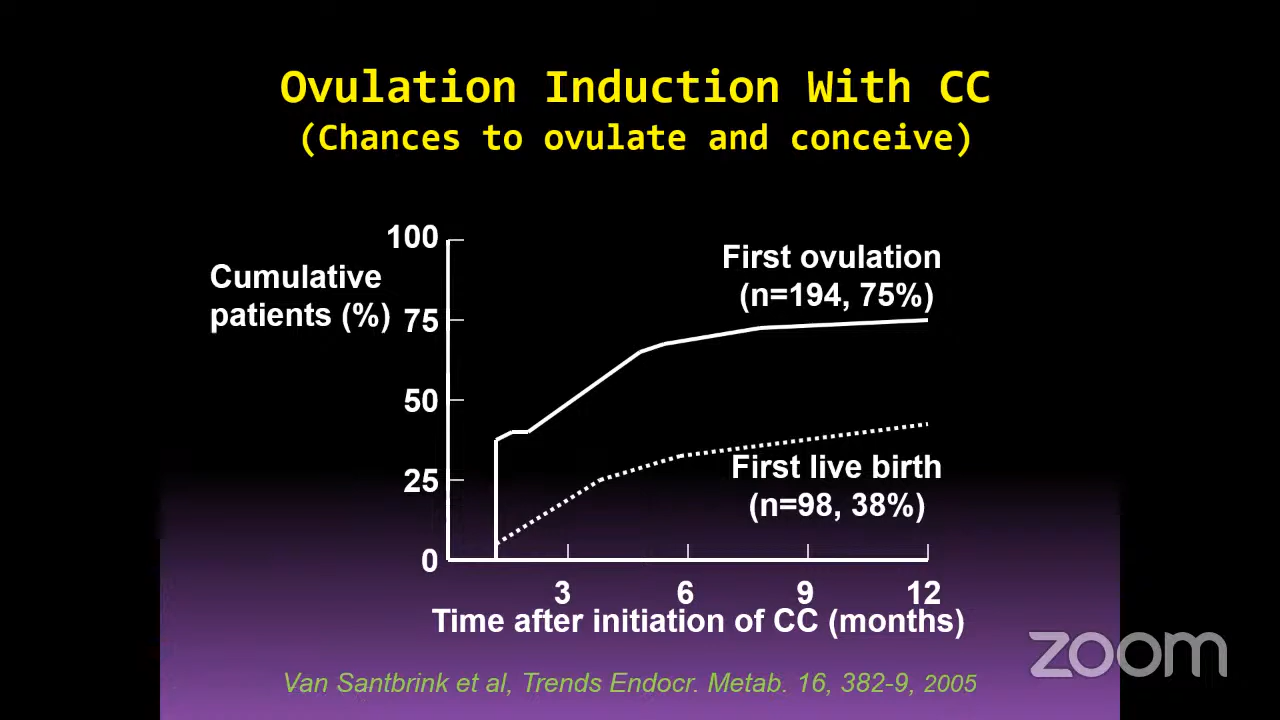 Ovulation Induction With CC
(Chances to ovulate and conceive)
100
Cumulative
patients (%)
75
50
25
0
First ovulation
(n=194, 75%)
First live birth
(n=98, 38%)
3 6 9 12
Time after initiation of CC (months)
zoom
Van Santbrink et al, Trends Endocr. Metab. 16, 382-9, 2005